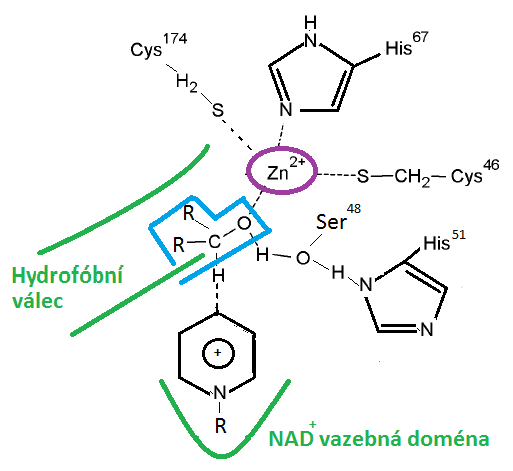 Cys174
H
N
His67
H2
S
N
Zn2+
S—CH2—Cys46
R
O
Ser48
R
C
H
O
His51
H
H
N
N
Hydrofóbní
válec
+
N
R
NAD+ vazebná doména